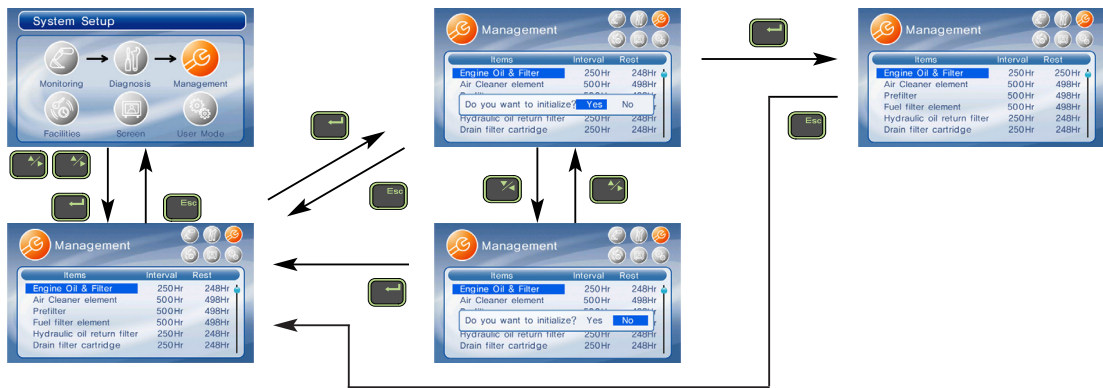 System Setup
Monitoring Diagnosis Management
Facilities Screen User Mode
Management
Items Interval Rest
Engine Oil & Filter 250Hr 248Hr
Air Cleaner element 500Hr 498Hr
Do you want to initialize? Yes No
Hydraulic oil return filter 250Hr 248Hr
Drain filter cartridge 250Hr 248Hr
Management
Items Interval Rest
Engine Oil & Filter 250Hr 250Hr
Air Cleaner element 500Hr 498Hr
Prefilter 500Hr 498Hr
Fuel filter element 500Hr 498Hr
Hydraulic oil return filter 250Hr 248Hr
Drain filter cartridge 250Hr 248Hr
Esc
Esc
Esc
Management
Items Interval Rest
Engine Oil & Filter 250Hr 248Hr
Air Cleaner element 500Hr 498Hr
Prefilter 500Hr 498Hr
Fuel filter element 500Hr 498Hr
Hydraulic oil return filter 250Hr 248Hr
Drain filter cartridge 250Hr 248Hr
Management
Items Interval Rest
Engine Oil & Filter 250Hr 248Hr
Air Cleaner element 500Hr 498Hr
Do you want to initialize? Yes No
Hydraulic oil return filter 250Hr 248Hr
Drain filter cartridge 250Hr 248Hr